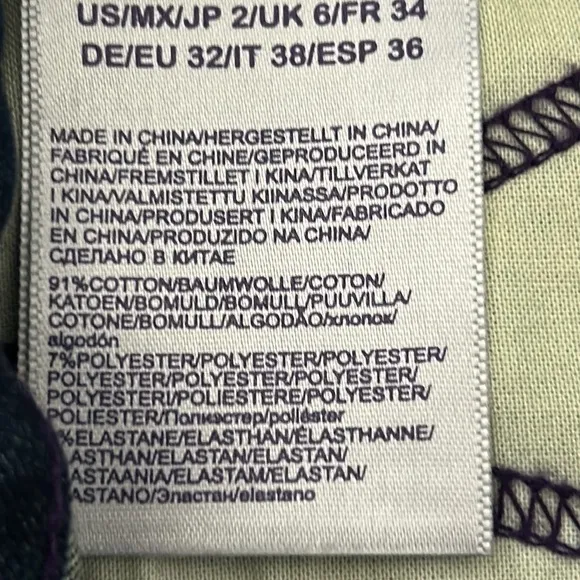 US/MX/JP 2/UK 6/FR 34
DE/EU 32/IT 38/ESP 36
MADE IN CHINA/HERGESTELLT IN CHINA/
FABRIQUÉ EN CHINE/GEPRODUCEERD IN
CHINA/FREMSTILLET I KINA/TILLVERKAT
I KINA/VALMISTETTU KIINASSA/PRODOTTO
IN CHINA/PRODUSERT I KINA/FABRICADO
EN CHINA/PRODUZIDO NA CHINA/
СДЕЛАНО В КИТАЕ
91%COTTON/BAUMWOLLE/COTON/
KATOEN/BOMULD/BOMULL/PUUVILLA/
COTONE/BOMULL/ALGODÃO/хлопок/
algodón
7%POLYESTER/POLYESTER/POLYESTER/
POLYESTER/POLYESTER/POLYESTER/
POLYESTERI/POLIESTERE/POLYESTER/
POLIESTER/Полиэстер/poliéster
%ELASTANE/ELASTHAN/ÉLASTHANNE/
ASTHAN/ELASTAN/ELASTAN/
ASTAANIA/ELASTAM/ELASTAN/
ASTANO/Эластан/elastano